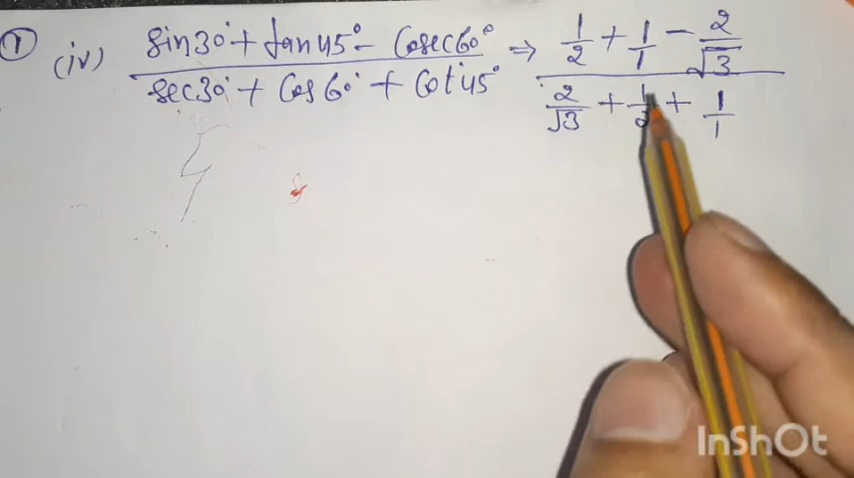 ① (iv) sin30° + tan45° - Cosec60° ⇒ 1/2 + 1/1 - 2/√3
sec30° + Cos60° + Cot45° 2/√3 + 1/2 + 1/1
InShOt